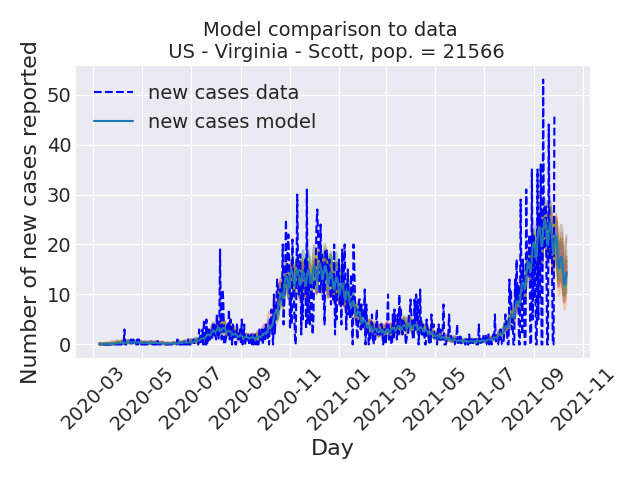 Model comparison to data
US - Virginia - Scott, pop. = 21566
Number of new cases reported
50
40
30
20
10
0
new cases data
new cases model
2020-03
2020-05
2020-07
2020-09
2020-11
2021-01
2021-03
2021-05
2021-07
2021-09
2021-11
Day